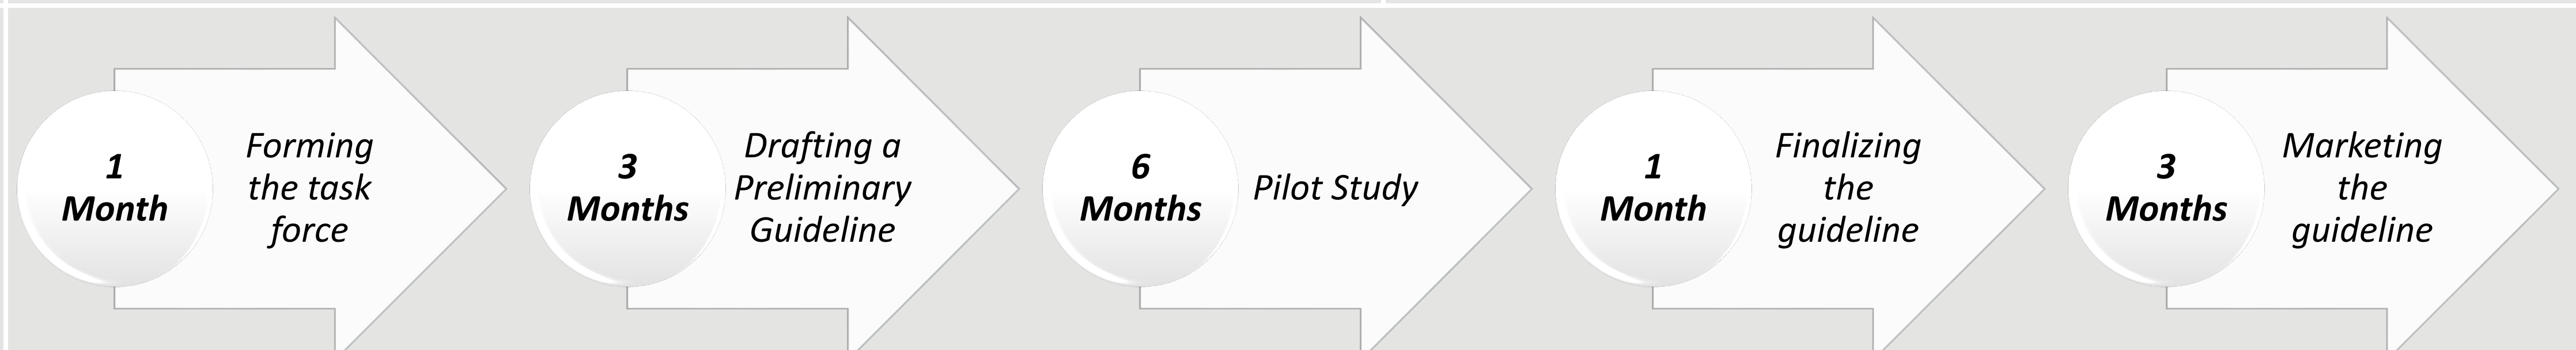 1
Month
Forming
the task
force
3
Months
Drafting a
Preliminary
Guideline
6
Months
Pilot Study
1
Month
Finalizing
the
guideline
3
Months
Marketing
the
guideline